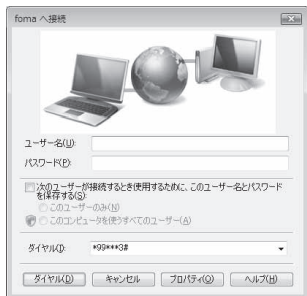 foma へ接続
ユーザー名(U):
パスワード(P):
次のユーザーが接続するとき使用するために、このユーザー名とパスワード
を保存する(S):
このユーザーのみ(N)
このコンピュータを使うすべてのユーザー(A)
ダイヤル(I): *99***3#
ダイヤル(D) キャンセル プロパティ(O) ヘルプ(H)